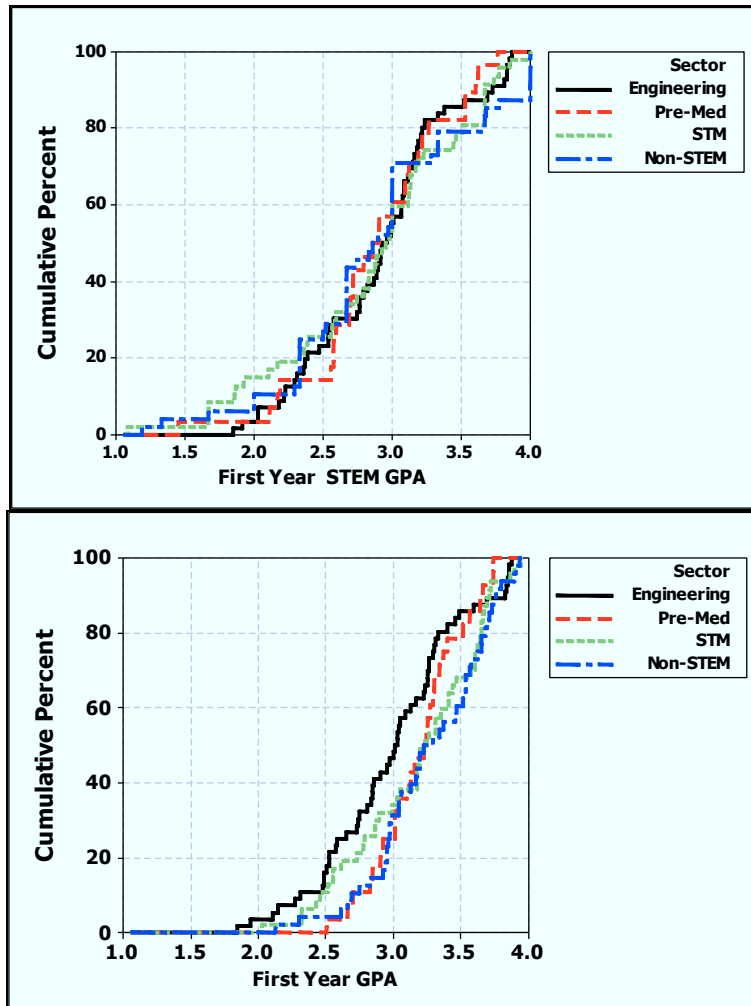 100
80
60
40
20
0
Cumulative Percent
1.0
1.5
2.0
2.5
3.0
3.5
4.0
First Year STEM GPA
Sector
Engineering
Pre-Med
STM
Non-STEM
100
80
60
40
20
0
Cumulative Percent
1.0
1.5
2.0
2.5
3.0
3.5
4.0
First Year GPA
Sector
Engineering
Pre-Med
STM
Non-STEM